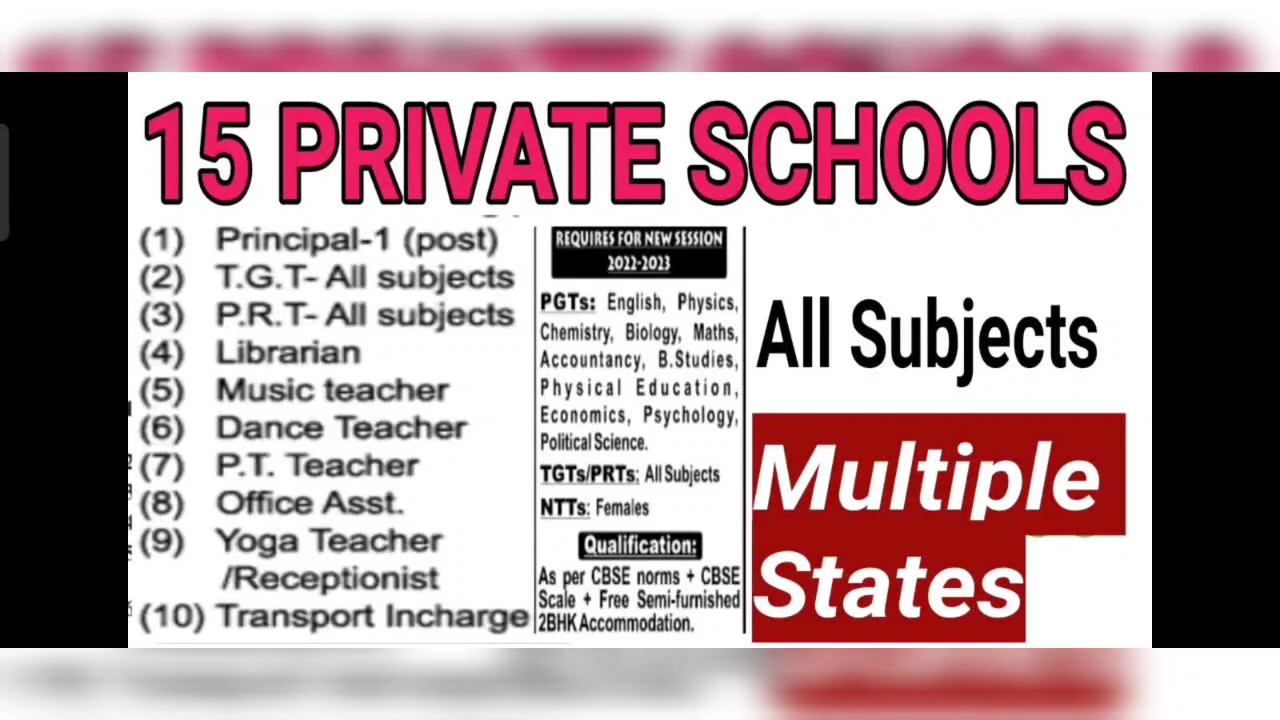 15 PRIVATE SCHOOLS
(1) Principal-1 (post)
(2) T.G.T- All subjects
(3) P.R.T- All subjects
(4) Librarian
(5) Music teacher
(6) Dance Teacher
(7) P.T. Teacher
(8) Office Asst.
(9) Yoga Teacher
/Receptionist
(10) Transport Incharge
REQUIRES FOR NEW SESSION
2022-2023
PGTs: English, Physics,
Chemistry, Biology, Maths,
Accountancy, B.Studies,
Physical Education,
Economics, Psychology,
Political Science.
TGTs/PRTs: All Subjects
NTTs: Females
Qualification:
As per CBSE norms + CBSE
Scale + Free Semi-furnished
2BHK Accommodation.
All Subjects
Multiple
States